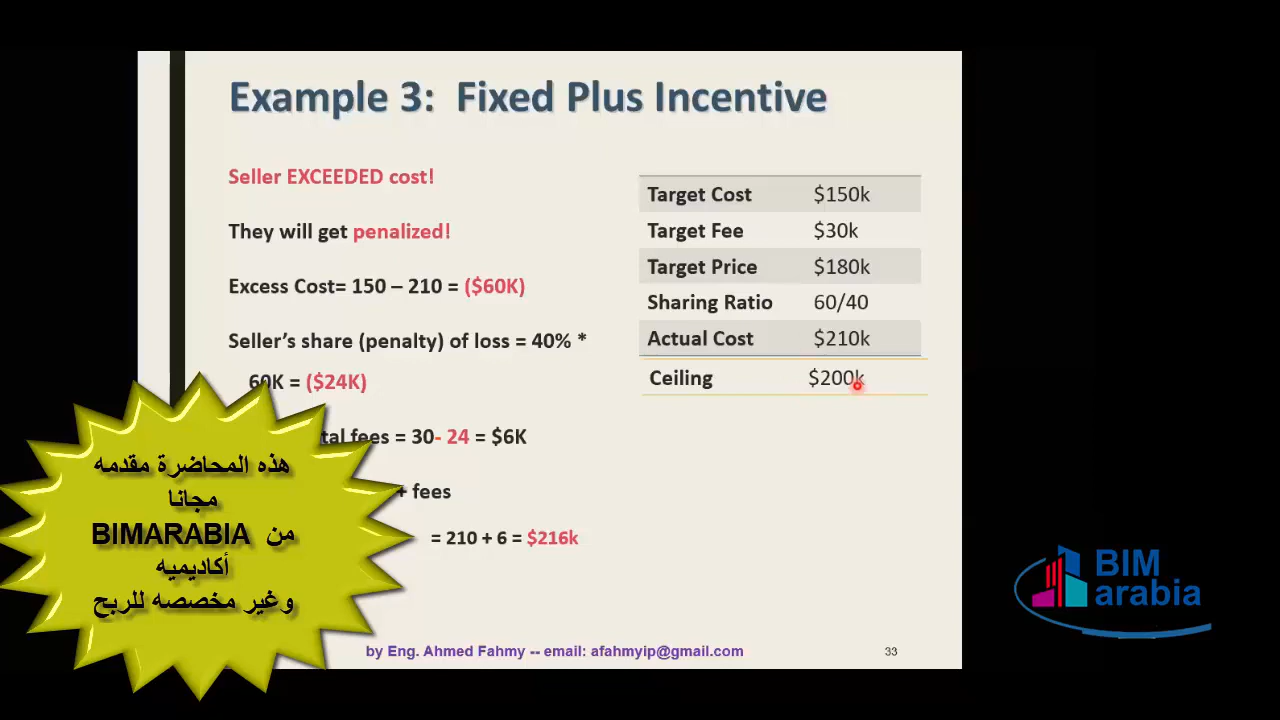 Example 3: Fixed Plus Incentive
Seller EXCEEDED cost!
They will get penalized!
Excess Cost= 150 – 210 = ($60K)
Seller's share (penalty) of loss = 40% *
60K = ($24K)
fees = 30- 24 = $6K
+ fees
= 210 + 6 = $216k
Target Cost $150k
Target Fee $30k
Target Price $180k
Sharing Ratio 60/40
Actual Cost $210k
Ceiling $200k
هذه المحاضرة مقدمه
مجانا
من BIMARABIA
أكاديميه
وغير مخصصه للربح
BIM
arabia
by Eng. Ahmed Fahmy -- email: afahmyip@gmail.com
33